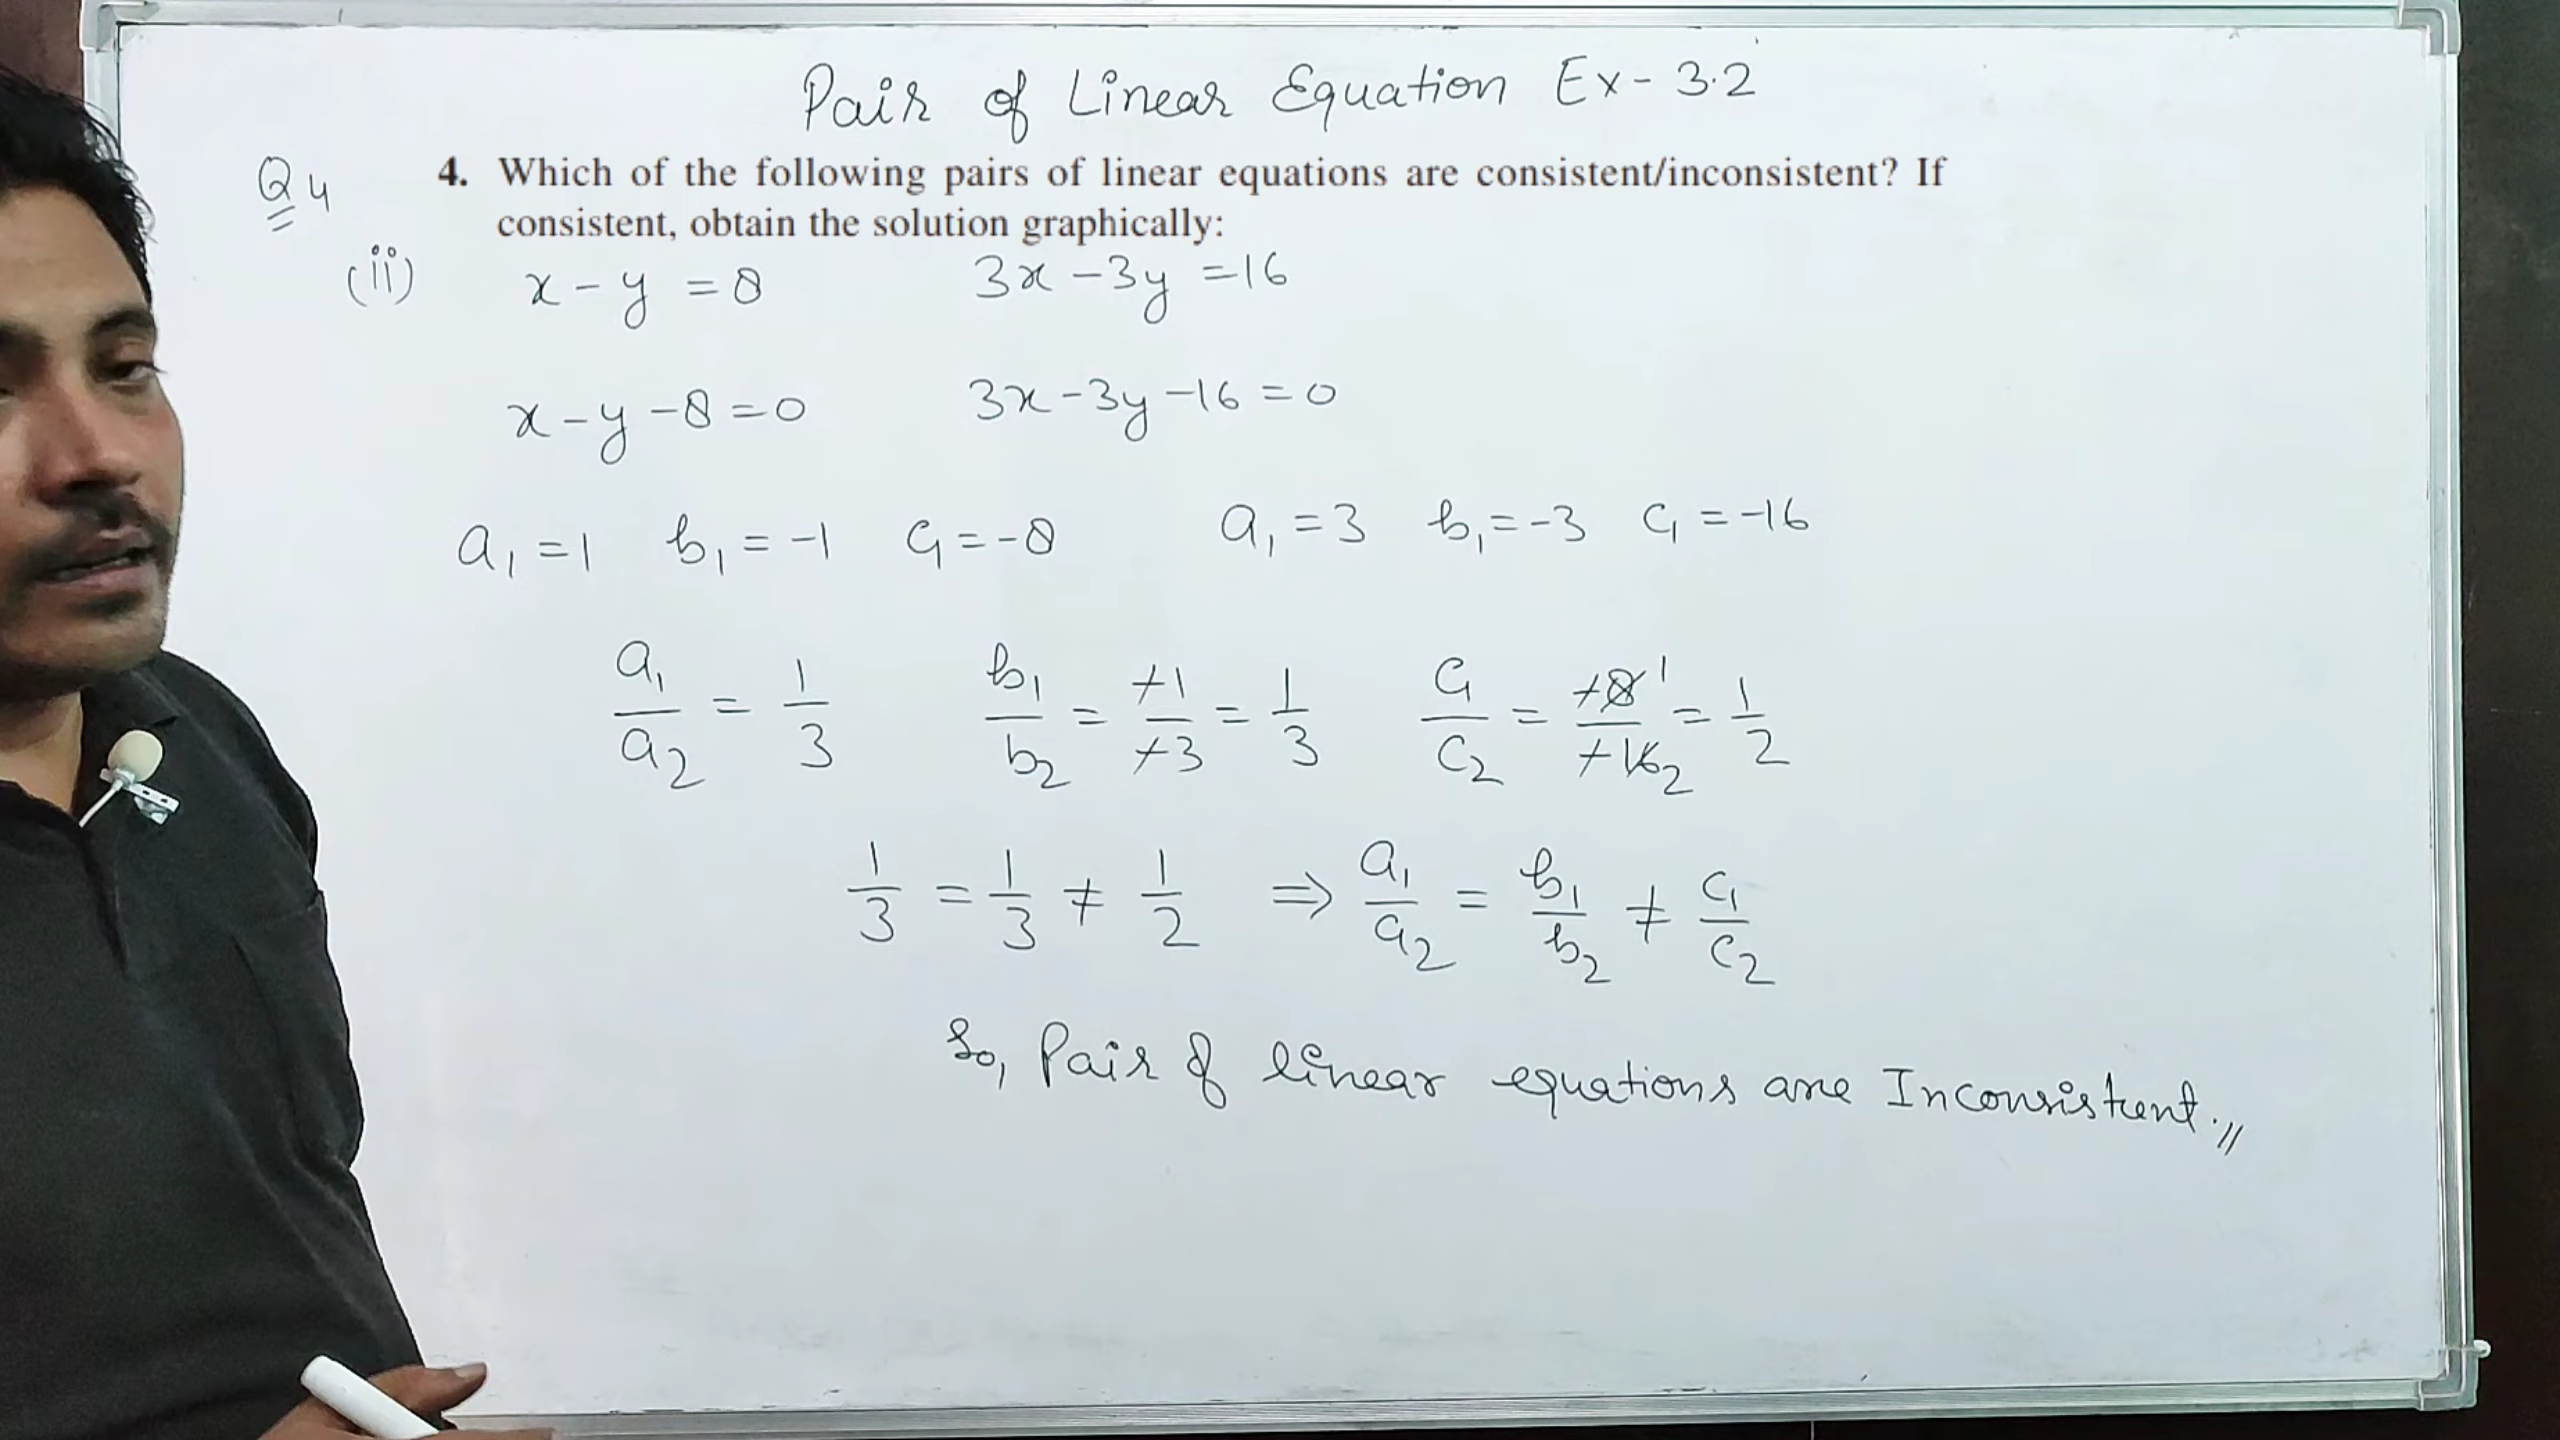 Pair of Linear Equation Ex - 3.2
Q 4
4. Which of the following pairs of linear equations are consistent/inconsistent? If
consistent, obtain the solution graphically:
(ii) x - y = 8 3x - 3y = 16
x - y - 8 = 0 3x - 3y - 16 = 0
a₁ = 1 b₁ = -1 c₁ = -8 a₁ = 3 b₁ = -3 c₁ = -16
a₁/a₂ = 1/3 b₁/b₂ = -1/-3 = 1/3 c₁/c₂ = -8/-16 = 1/2
1/3 = 1/3 ≠ 1/2 ⇒ a₁/a₂ = b₁/b₂ ≠ c₁/c₂
So, Pair of linear equations are Inconsistent.//